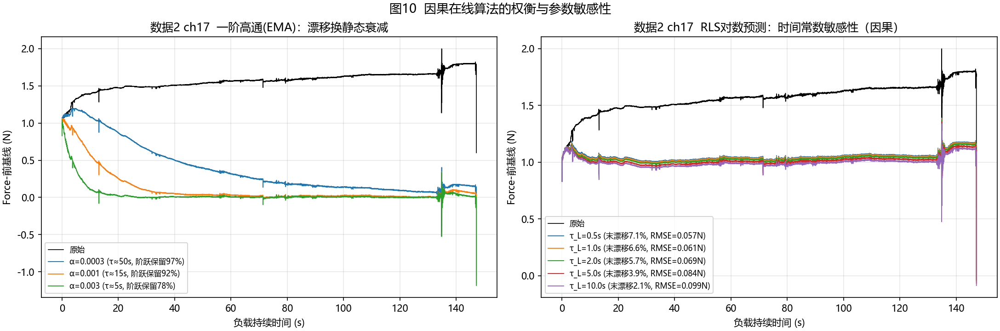 图10  因果在线算法的权衡与参数敏感性
数据2 ch17  一阶高通(EMA)：漂移换静态衰减
Force-前基线 (N)
2.0
1.5
1.0
0.5
0.0
-0.5
-1.0
原始
α=0.0003 (τ≈50s, 阶跃保留97%)
α=0.001 (τ≈15s, 阶跃保留92%)
α=0.003 (τ≈5s, 阶跃保留78%)
0 20 40 60 80 100 120 140
负载持续时间 (s)
数据2 ch17  RLS对数预测：时间常数敏感性（因果）
Force-前基线 (N)
2.0
1.5
1.0
0.5
0.0
原始
τ_L=0.5s (末漂移7.1%, RMSE=0.057N)
τ_L=1.0s (末漂移6.6%, RMSE=0.061N)
τ_L=2.0s (末漂移5.7%, RMSE=0.069N)
τ_L=5.0s (末漂移3.9%, RMSE=0.084N)
τ_L=10.0s (末漂移2.1%, RMSE=0.099N)
0 20 40 60 80 100 120 140
负载持续时间 (s)